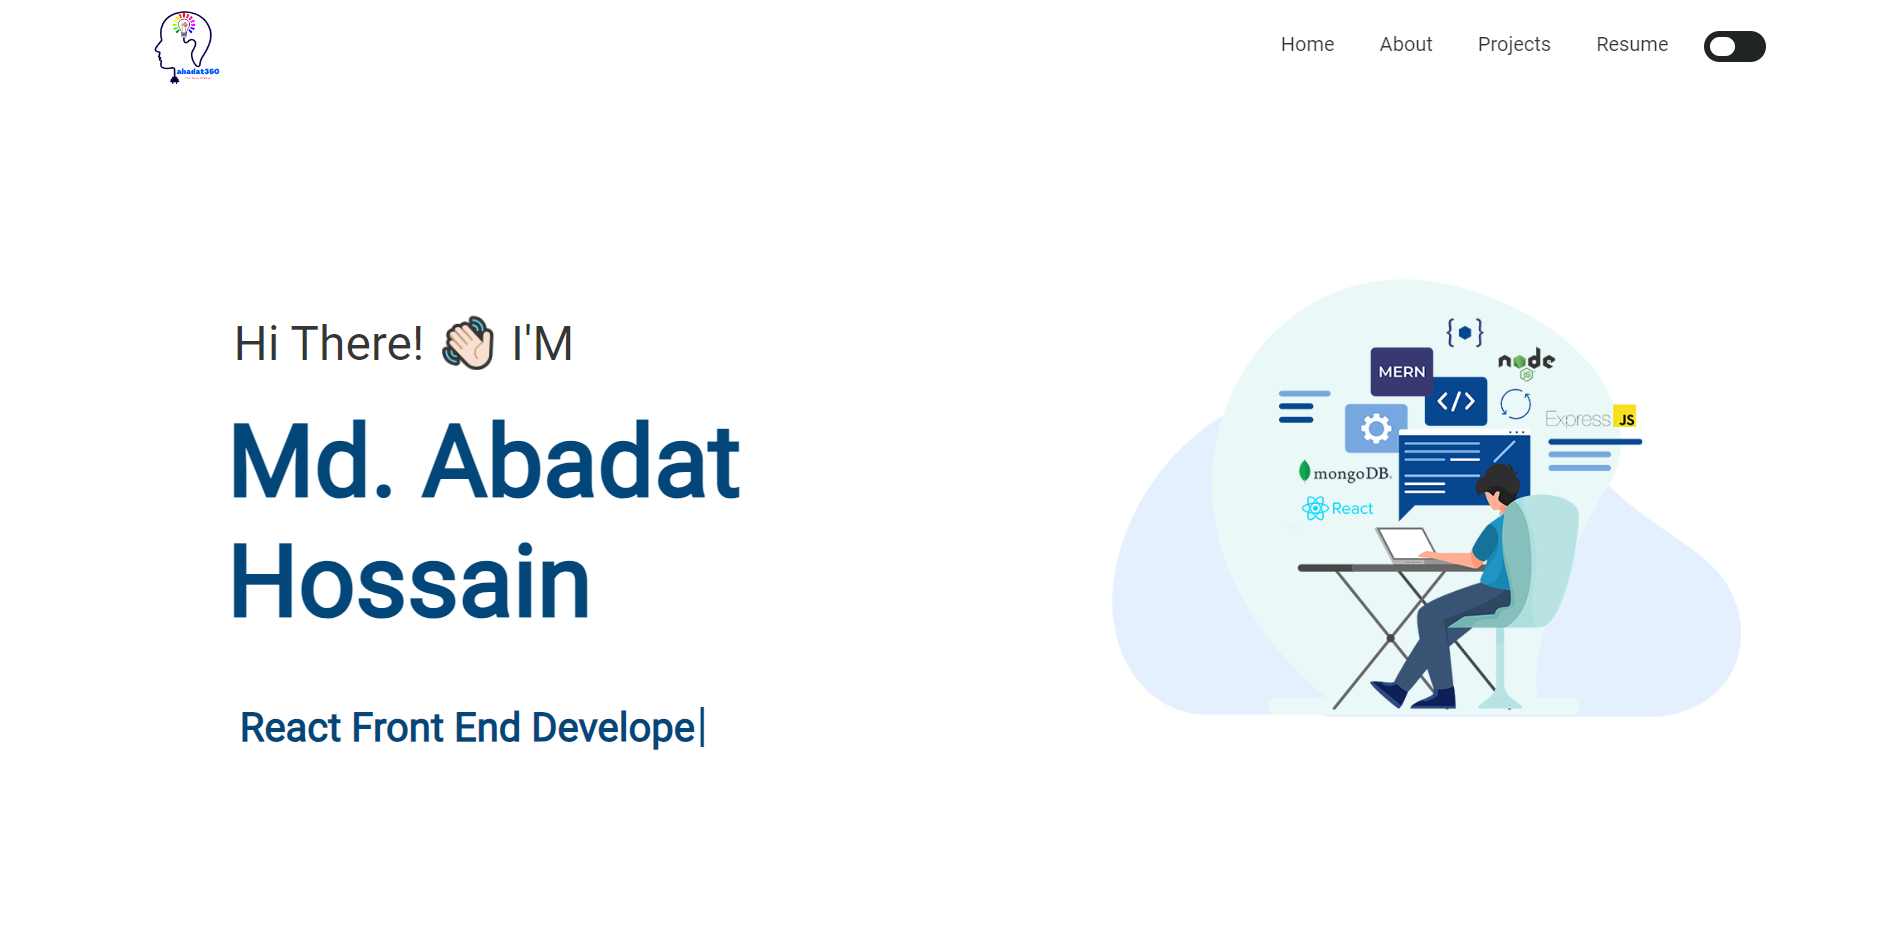 abadat360
Home About Projects Resume
Hi There! 👋🏻 I'M
Md. Abadat
Hossain
React Front End Develope
MERN
node
JS
</>
Express JS
mongoDB
React